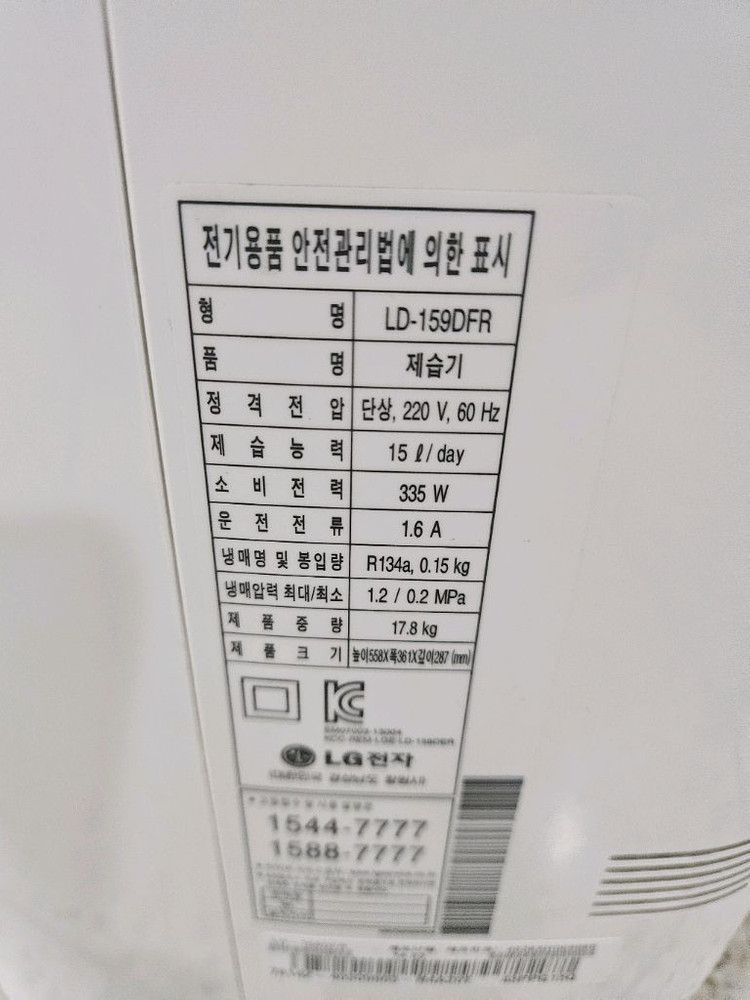 전기용품 안전관리법에 의한 표시
형 명 LD-159DFR
품 명 제습기
정 격 전 압 단상, 220 V, 60 Hz
제 습 능 력 15 ℓ/ day
소 비 전 력 335 W
운 전 전 류 1.6 A
냉매명 및 봉입량 R134a, 0.15 kg
냉매압력 최대/최소 1.2 / 0.2 MPa
제 품 중 량 17.8 kg
제 품 크 기 높이558X폭361X깊이287 (mm)
LG전자
1544-7777
1588-7777